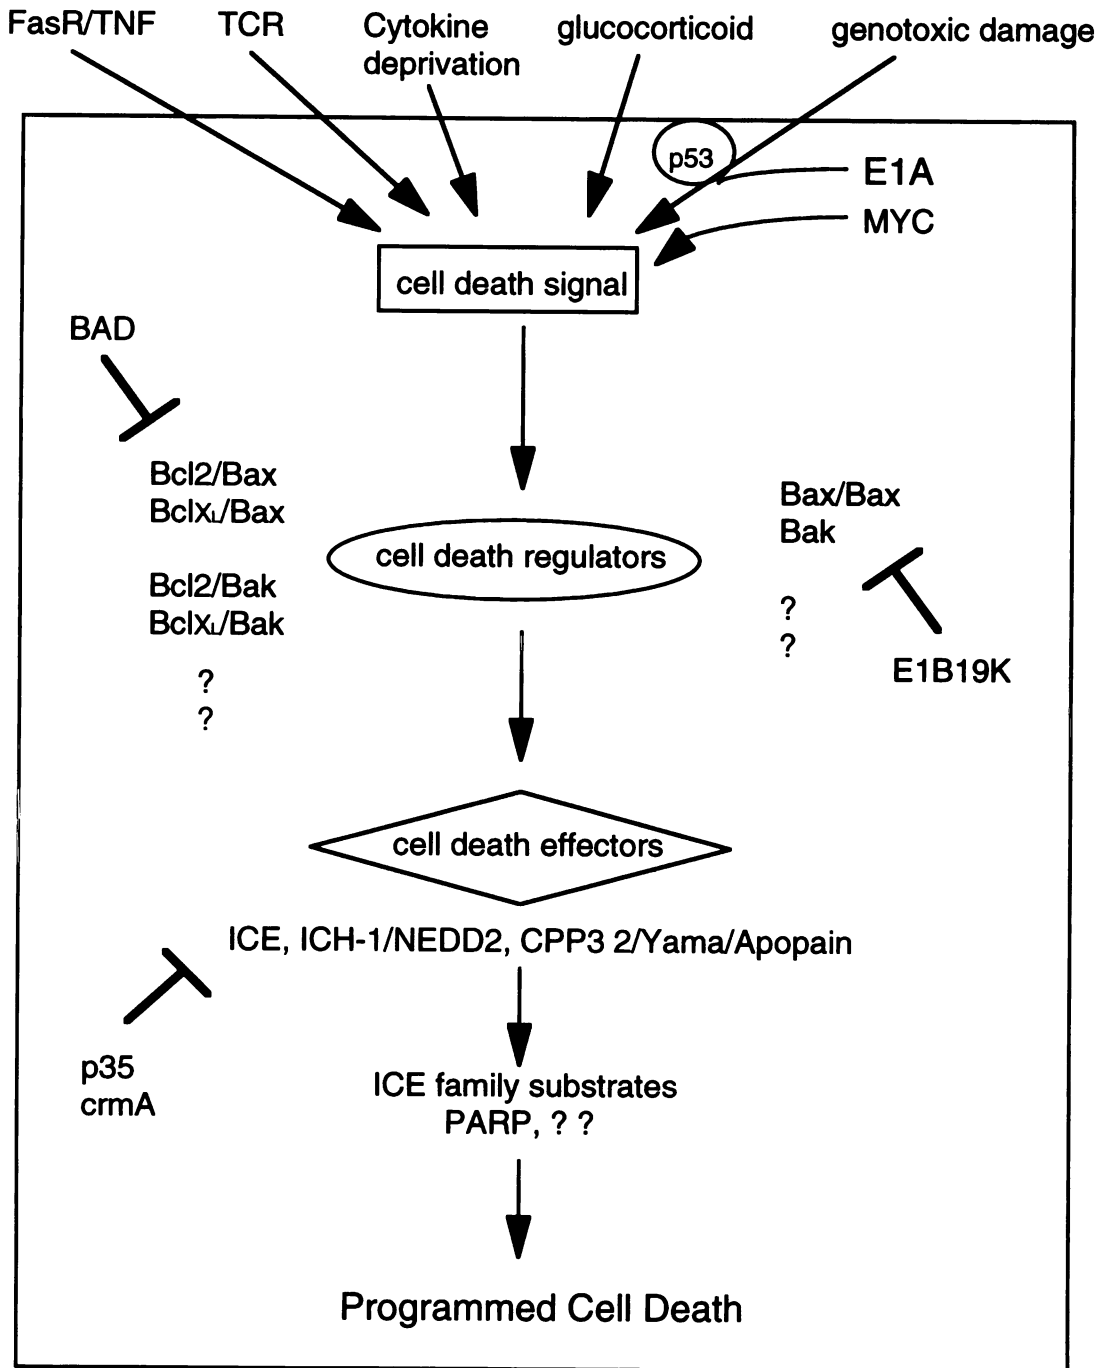 FasR/TNF
TCR
Cytokine
deprivation
glucocorticoid
genotoxic damage
p53
E1A
MYC
cell death signal
BAD
Bcl2/Bax
BclXL/Bax
Bax/Bax
Bak
cell death regulators
Bcl2/Bak
BclXL/Bak
?
?
?
?
E1B19K
cell death effectors
ICE, ICH-1/NEDD2, CPP3 2/Yama/Apopain
p35
crmA
ICE family substrates
PARP, ? ?
Programmed Cell Death